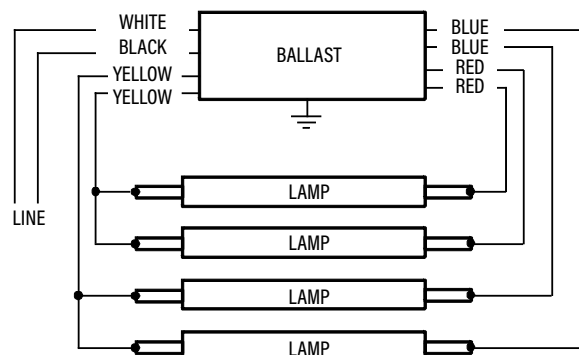 WHITE
BLACK
YELLOW
YELLOW
BALLAST
BLUE
BLUE
RED
RED
LINE
LAMP
LAMP
LAMP
LAMP